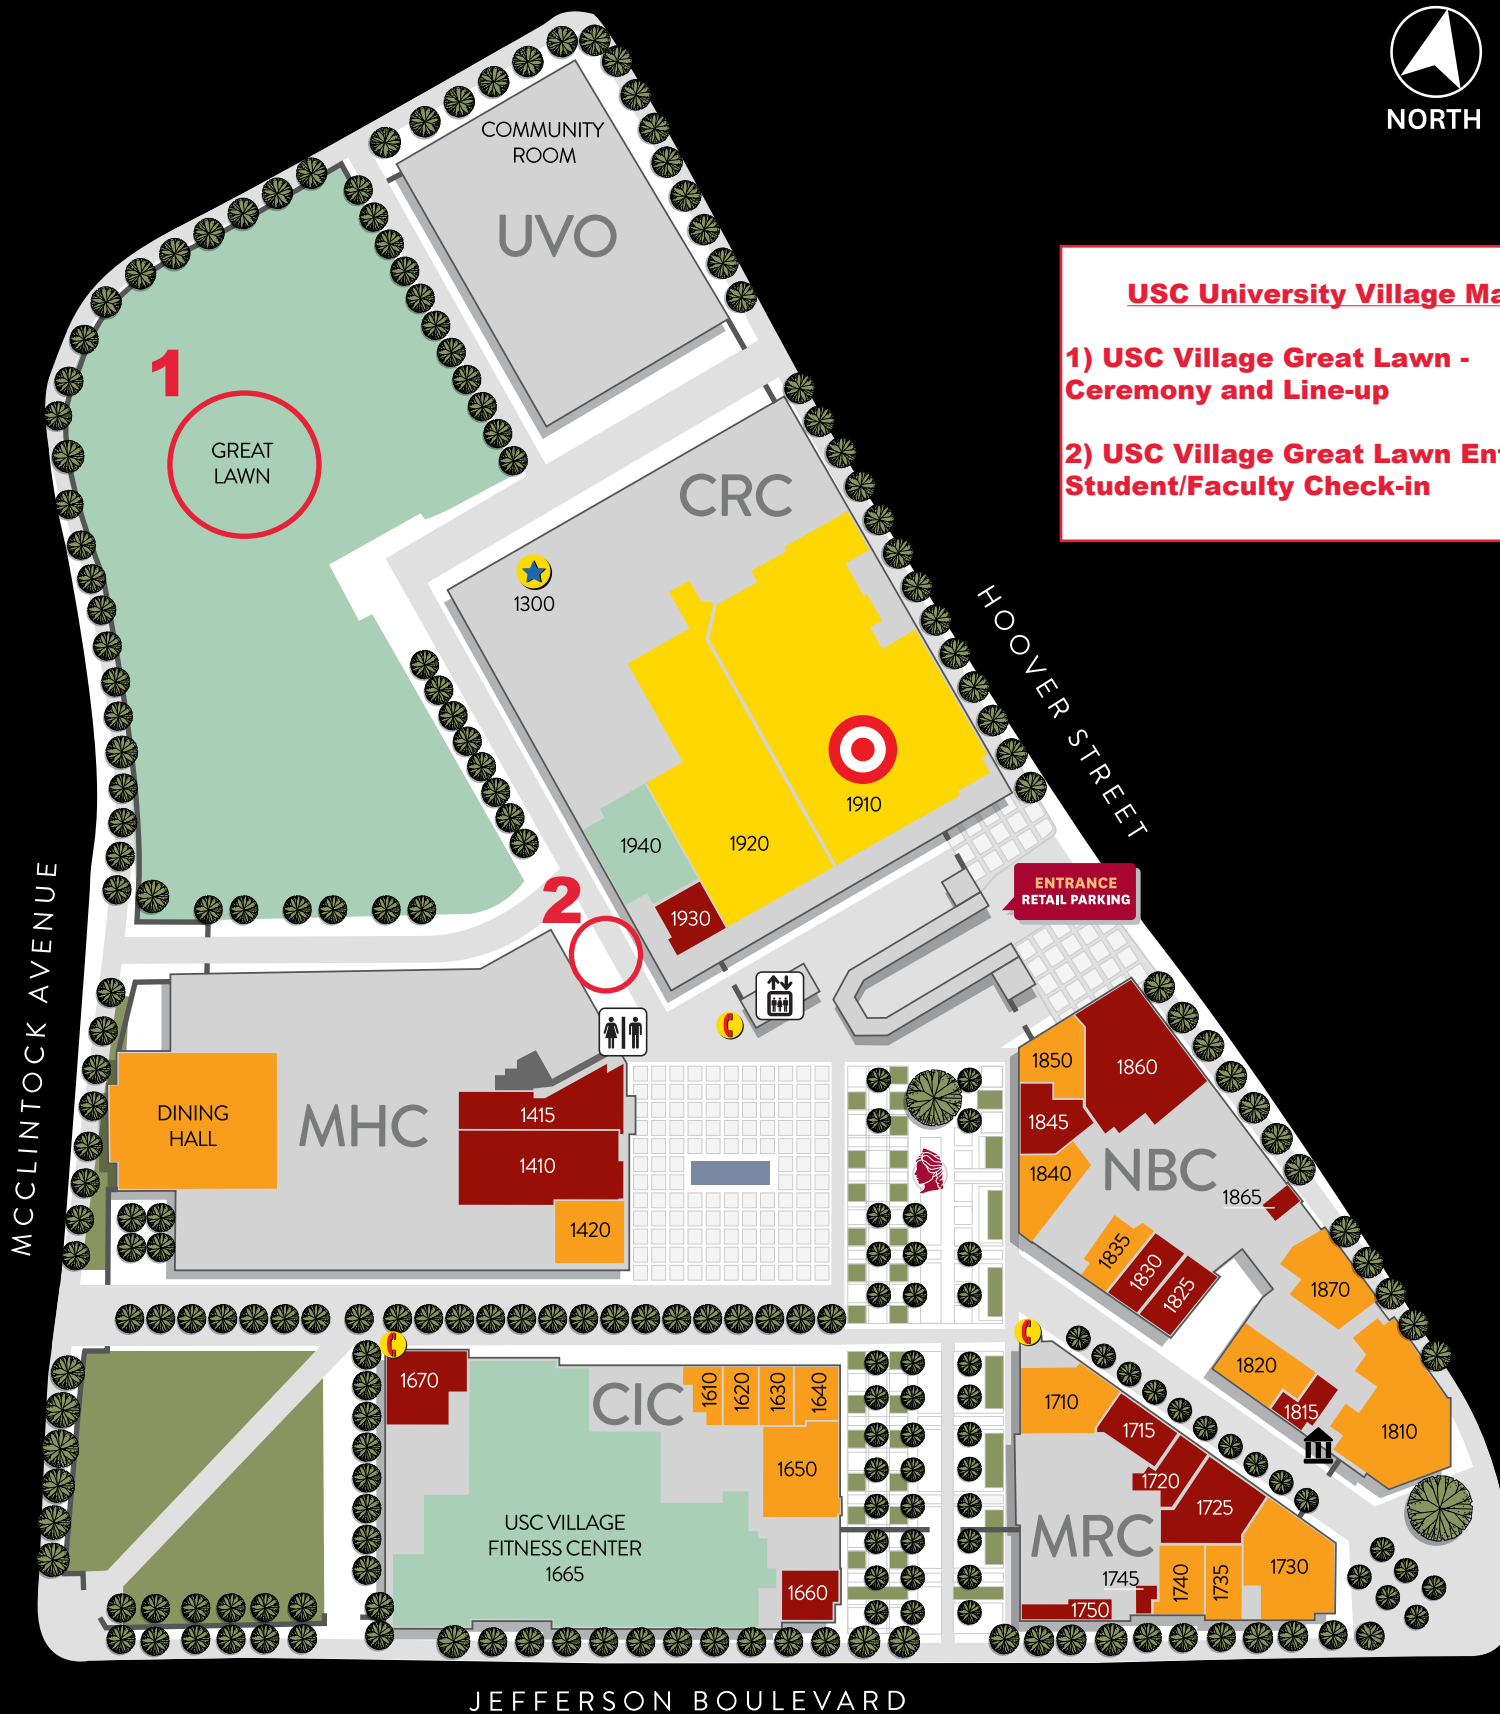 NORTH
COMMUNITY
ROOM
UVO
USC University Village Ma
1) USC Village Great Lawn -
Ceremony and Line-up
2) USC Village Great Lawn En
Student/Faculty Check-in
1
GREAT
LAWN
CRC
1300
HOOVER STREET
1910
1920
1940
1930
2
ENTRANCE
RETAIL PARKING
MCCLINTOCK AVENUE
DINING
HALL
MHC
1415
1410
1420
1850
1860
1845
1840
NBC
1865
1835
1830
1825
1870
1820
1815
1810
1670
CIC
1610
1620
1630
1640
1650
USC VILLAGE
FITNESS CENTER
1665
1660
1710
1715
1720
1725
MRC
1730
1745
1740
1735
1750
JEFFERSON BOULEVARD